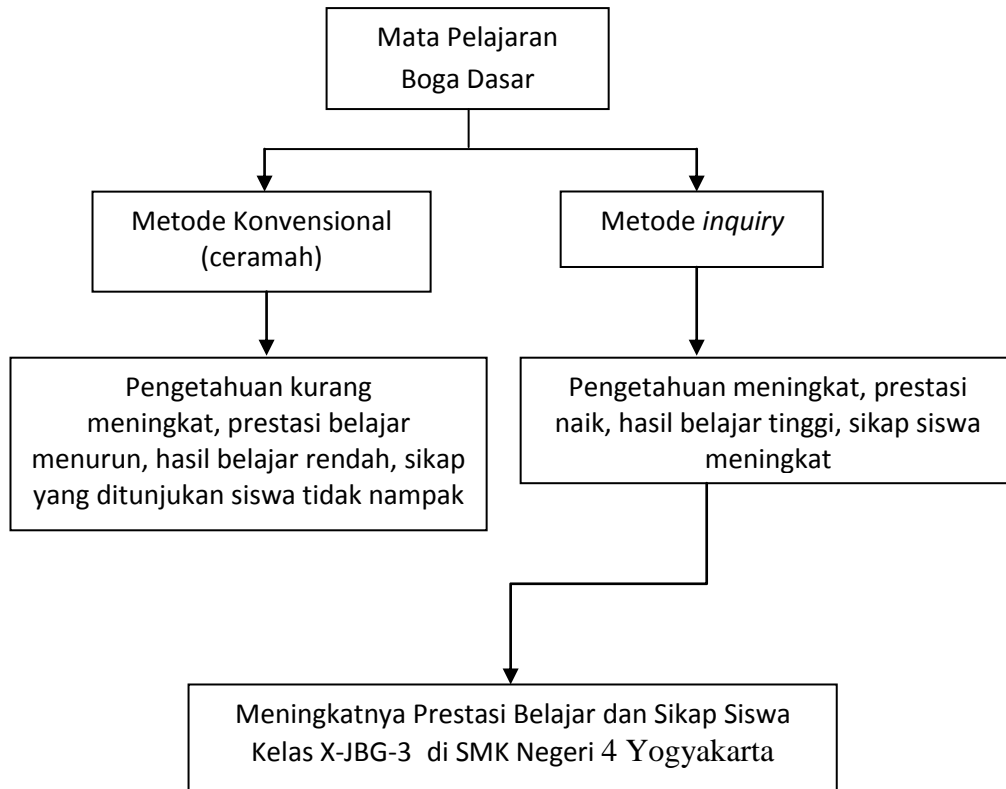 Mata Pelajaran
Boga Dasar
Metode Konvensional
(ceramah)
Metode inquiry
Pengetahuan kurang
meningkat, prestasi belajar
menurun, hasil belajar rendah, sikap
yang ditunjukan siswa tidak nampak
Pengetahuan meningkat, prestasi
naik, hasil belajar tinggi, sikap siswa
meningkat
Meningkatnya Prestasi Belajar dan Sikap Siswa
Kelas X-JBG-3 di SMK Negeri 4 Yogyakarta